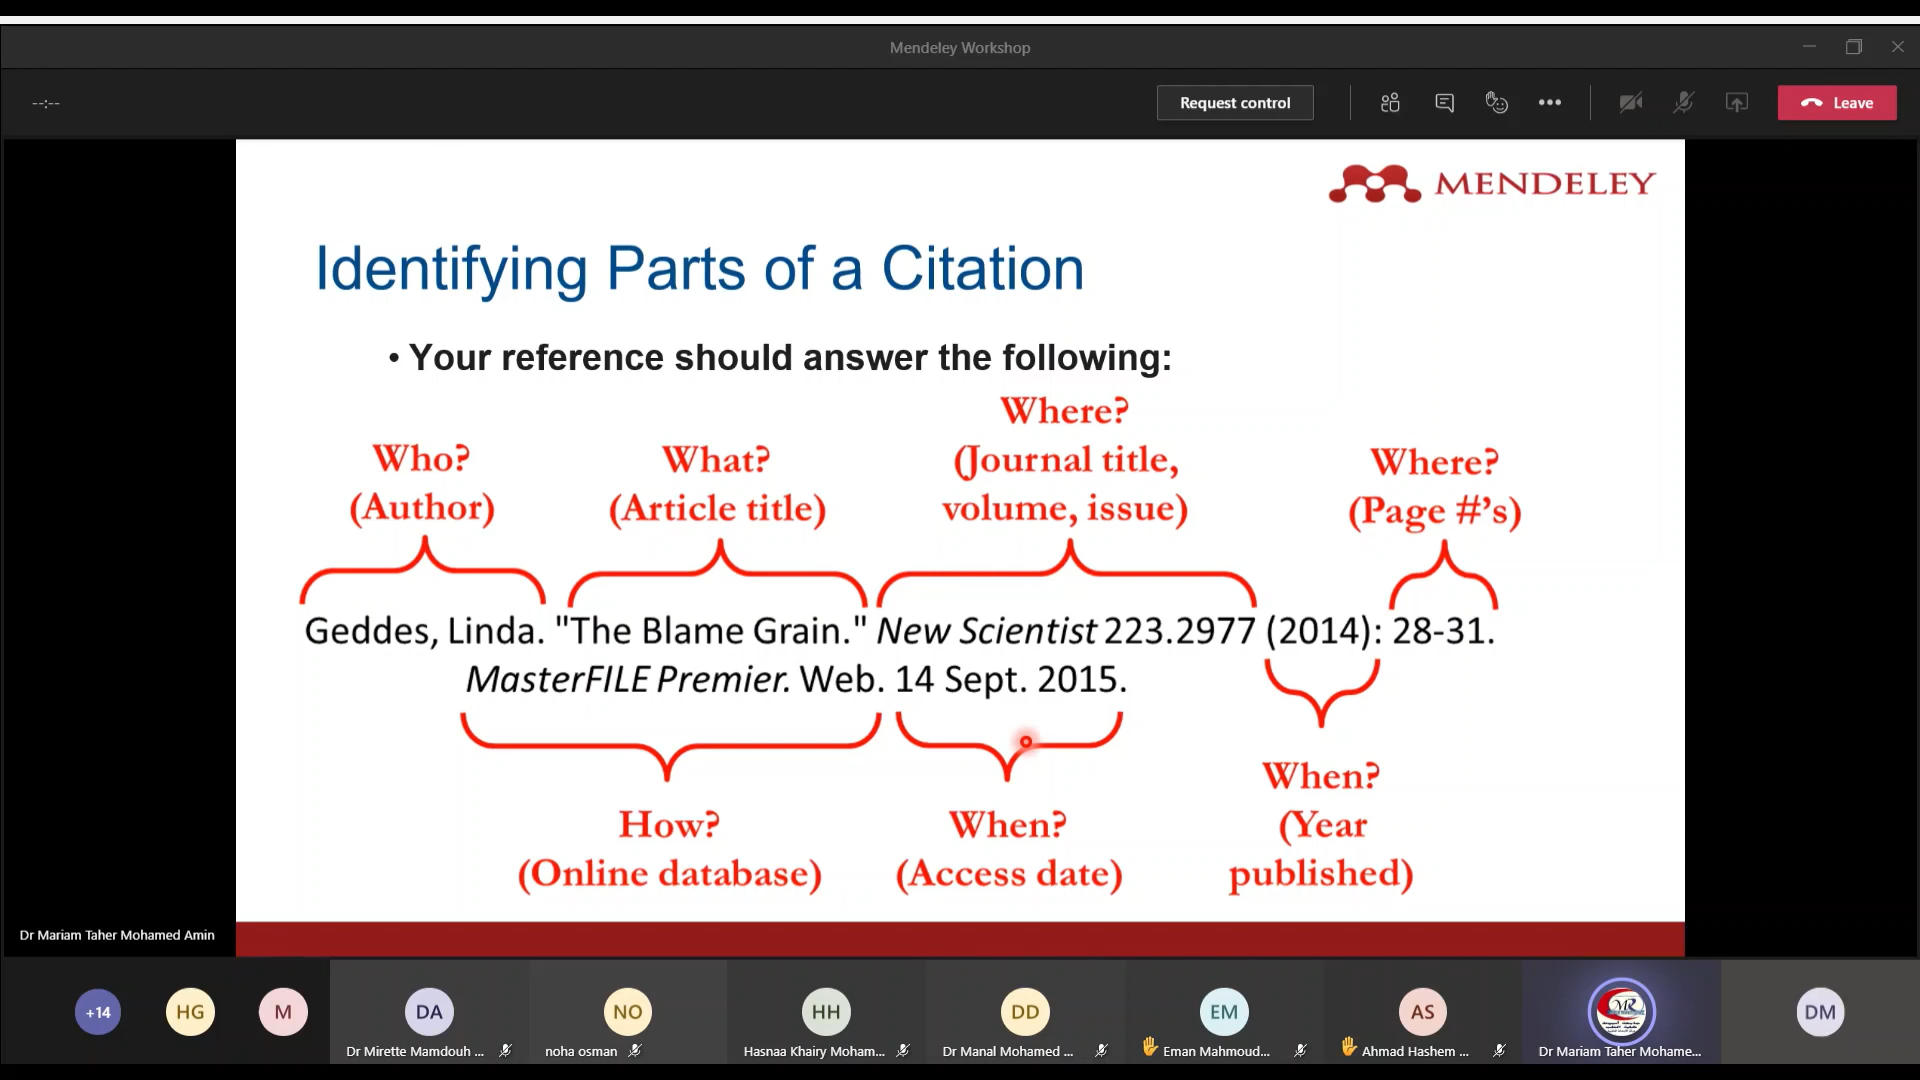 Mendeley Workshop
--:--
Request control
Leave
MENDELEY
Identifying Parts of a Citation
• Your reference should answer the following:
Who?
(Author)
What?
(Article title)
Where?
(Journal title,
volume, issue)
Where?
(Page #’s)
Geddes, Linda. "The Blame Grain." New Scientist 223.2977 (2014): 28-31.
MasterFILE Premier. Web. 14 Sept. 2015.
How?
(Online database)
When?
(Access date)
When?
(Year
published)
Dr Mariam Taher Mohamed Amin
+14
HG
M
DA
Dr Mirette Mamdouh ...
NO
noha osman
HH
Hasnaa Khairy Moham...
DD
Dr Manal Mohamed ...
EM
Eman Mahmoud...
AS
Ahmad Hashem ...
MR
Dr Mariam Taher Mohame...
DM